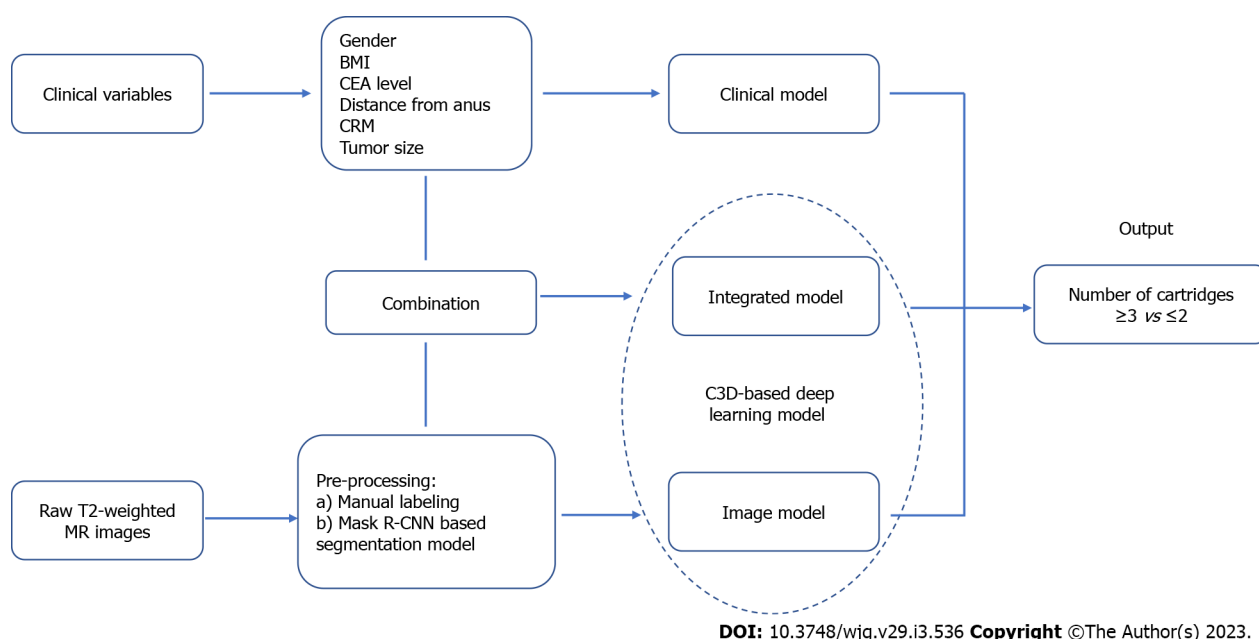 Clinical variables
Gender
BMI
CEA level
Distance from anus
CRM
Tumor size
Clinical model
Combination
Integrated model
C3D-based deep
learning model
Output
Number of cartridges
≥3 vs ≤2
Raw T2-weighted
MR images
Pre-processing:
a) Manual labeling
b) Mask R-CNN based
segmentation model
Image model
DOI: 10.3748/wjg.v29.i3.536 Copyright ©The Author(s) 2023.